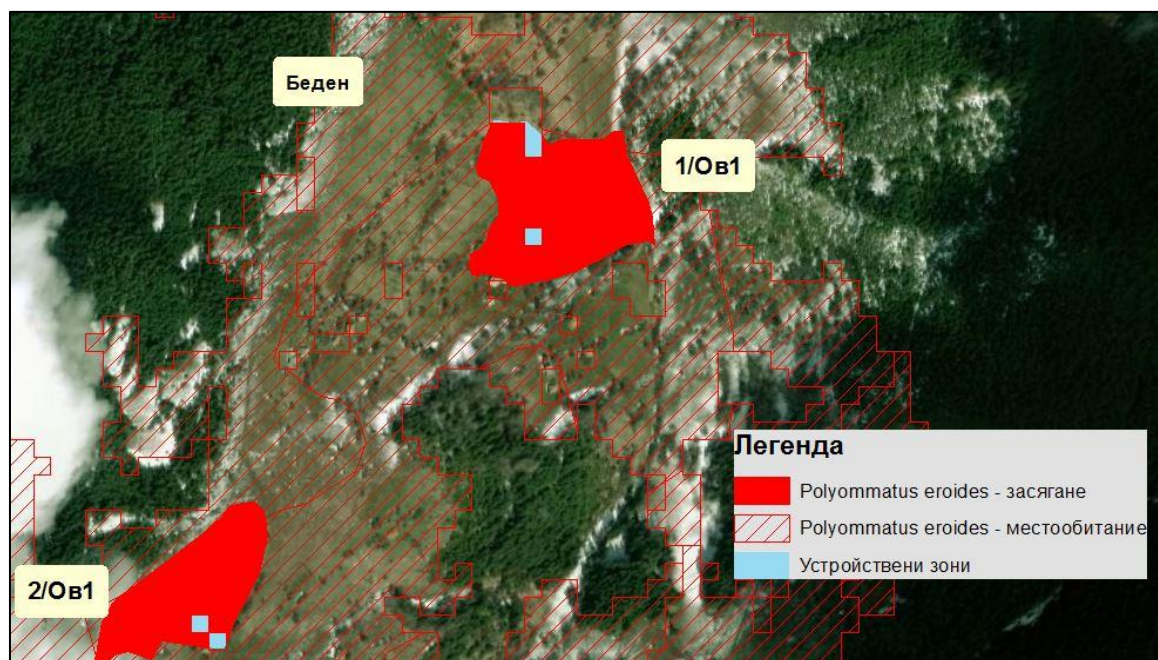 Беден
1/Ов1
Легенда
Polyommatus eroides - засягане
Polyommatus eroides - местообитание
Устройствени зони
2/Ов1